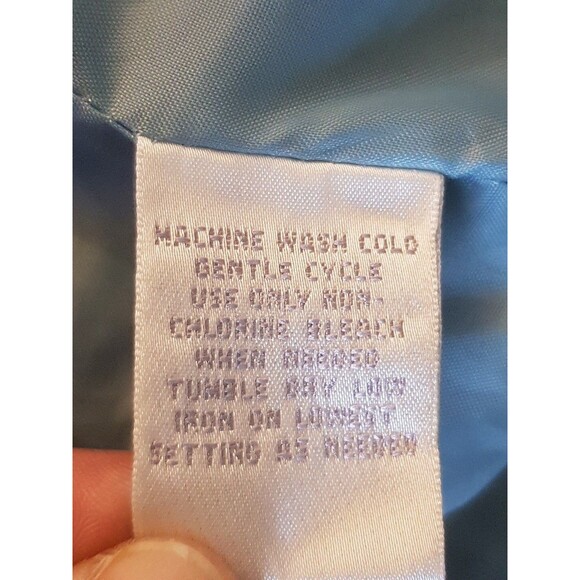 MACHINE WASH COLD
GENTLE CYCLE
USE ONLY NON-
CHLORINE BLEACH
WHEN NEEDED
TUMBLE DRY LOW
IRON ON LOWEST
SETTING AS NEEDED